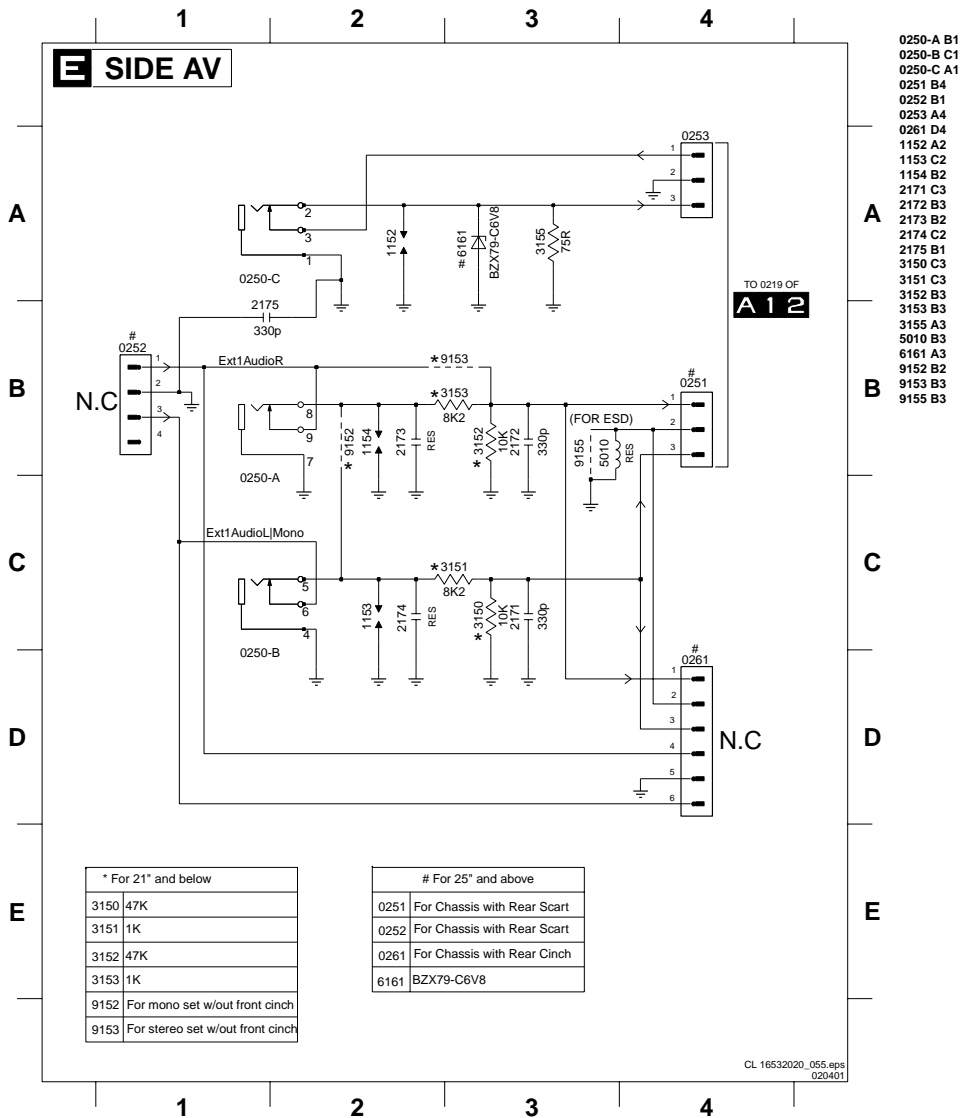 1 2 3 4
E SIDE AV
0250-A B1
0250-B C1
0250-C A1
0251 B4
0252 B1
0253 A4
0261 D4
1152 A2
1153 C2
1154 B2
2171 C3
2172 B3
2173 B2
2174 C2
2175 B1
3150 C3
3151 C3
3152 B3
3153 B3
3155 A3
5010 B3
6161 A3
9152 B2
9153 B3
9155 B3
A
A
0253
1
2
3
2
3
1
0250-C
1152
# 6161
BZX79-C6V8
3155
75R
TO 0219 OF
A12
2175
330p
B
B
#
0252
N.C
1
2
3
4
Ext1AudioR
* 9153
* 3153
8K2
8
9
7
0250-A
9152
*
1154
2173
RES
* 3152
10K
2172
330p
(FOR ESD)
9155
5010
RES
#
0251
1
2
3
C
C
Ext1AudioL|Mono
5
6
4
0250-B
1153
2174
RES
* 3151
8K2
* 3150
10K
2171
330p
D
D
#
0261
1
2
3
4
5
6
N.C
E
E
* For 21" and below
3150 47K
3151 1K
3152 47K
3153 1K
9152 For mono set w/out front cinch
9153 For stereo set w/out front cinch
# For 25" and above
0251 For Chassis with Rear Scart
0252 For Chassis with Rear Scart
0261 For Chassis with Rear Cinch
6161 BZX79-C6V8
CL 16532020_055.eps
020401
1 2 3 4